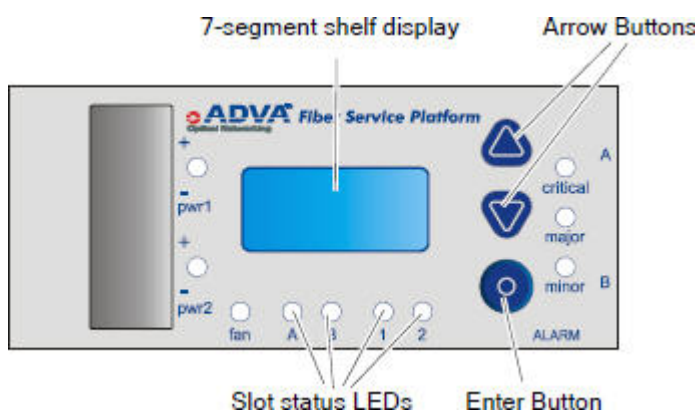 7-segment shelf display
Arrow Buttons
ADVA Fiber Service Platform
Optical Networking
+
-
pwr1
+
-
pwr2
A
critical
major
minor B
fan A B 1 2 ALARM
Slot status LEDs
Enter Button